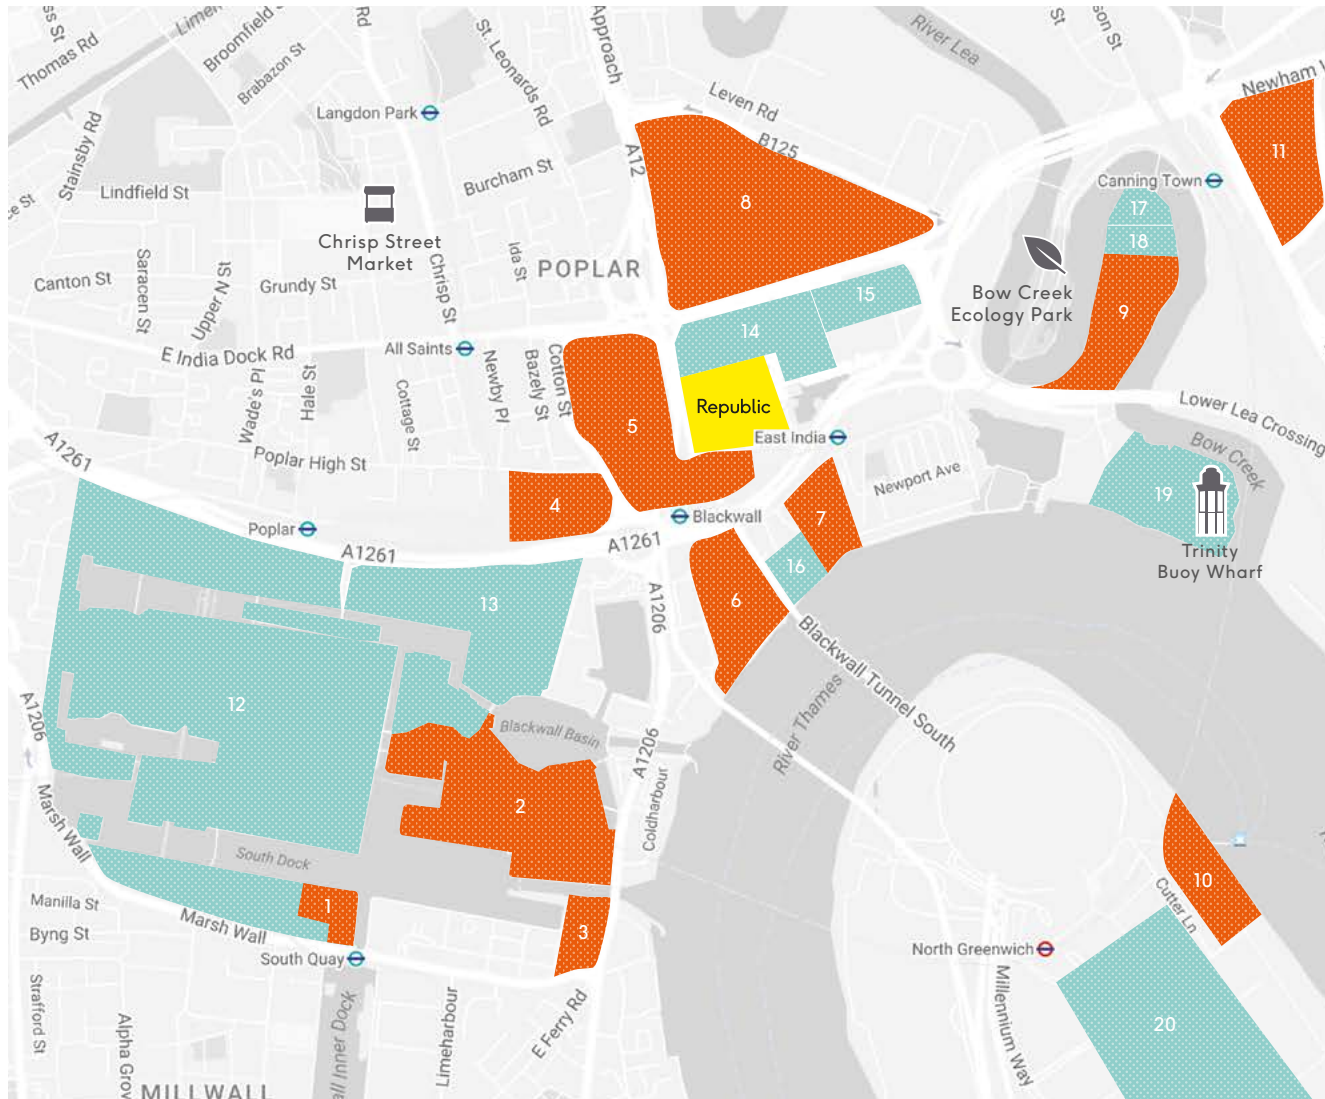 Thomas Rd
Broomfield
Brabazon St
Rd
St. Leonards Rd
Approach
River Lea
St
son St
Newham
Langdon Park
Leven Rd
B125
A12
11
Stainsby Rd
Lindfield St
Burcham St
Canning Town
8
17
18
Chrisp Street
Market
Ida St
POPLAR
Bow Creek
Ecology Park
Canton St
Saracen St
Upper N St
Grundy St
Chrisp St
15
14
9
E India Dock Rd
All Saints
Newby Pl
Bazely St
Cotton St
Wade's Pl
Hale St
Cottage St
5
Republic
East India
Lower Lea Crossing
Bow Creek
A1261
Poplar High St
Newport Ave
4
19
Blackwall
7
Poplar
A1261
A1261
16
Trinity
Buoy Wharf
13
A1206
6
Blackwall Tunnel South
12
A1206
Blackwall Basin
River Thames
A1206
2
Coldharbour
Marsh Wall
South Dock
10
Cutter Ln
Manilla St
1
Marsh Wall
Byng St
3
South Quay
North Greenwich
Strafford St
Alpha Grov
Inner Dock
Limeharbour
E Ferry Rd
Millennium Way
20
MILLWALL